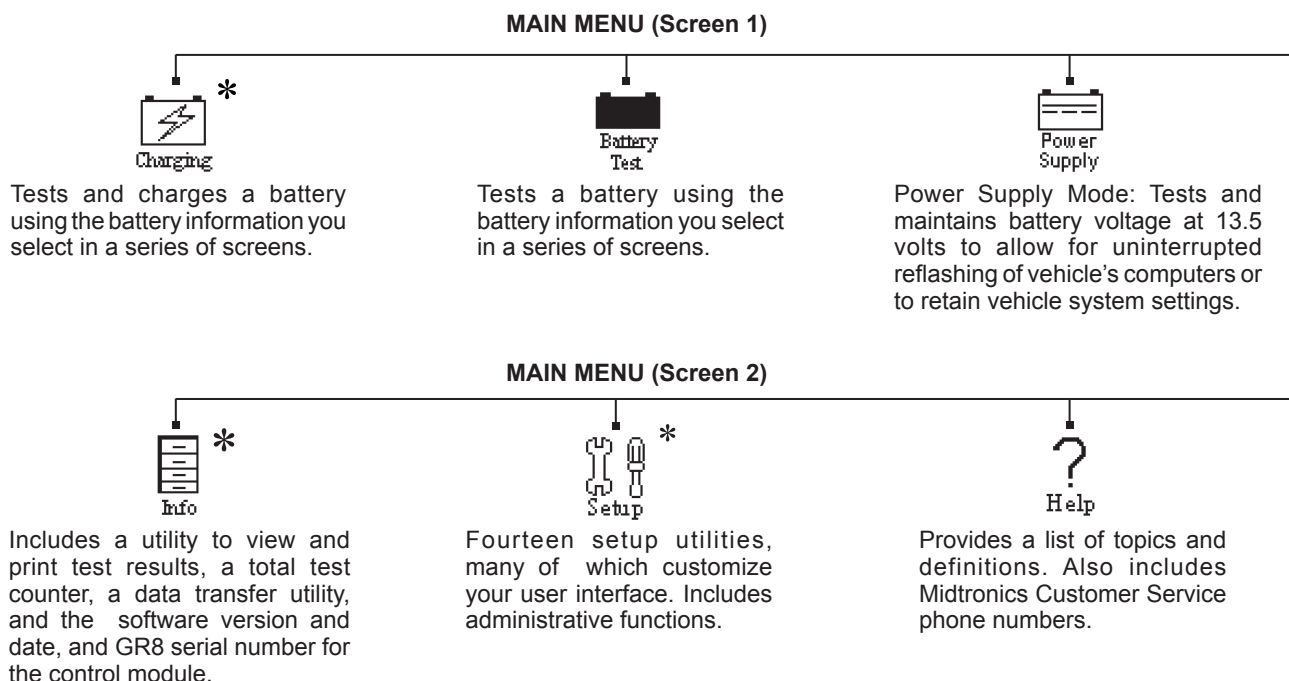 MAIN MENU (Screen 1)
*
Charging
Tests and charges a battery
using the battery information you
select in a series of screens.
Battery
Test
Tests a battery using the
battery information you select
in a series of screens.
Power
Supply
Power Supply Mode: Tests and
maintains battery voltage at 13.5
volts to allow for uninterrupted
reflashing of vehicle's computers or
to retain vehicle system settings.
MAIN MENU (Screen 2)
*
Info
Includes a utility to view and
print test results, a total test
counter, a data transfer utility,
and the software version and
date, and GR8 serial number for
the control module.
*
Setup
Fourteen setup utilities,
many of which customize
your user interface. Includes
administrative functions.
?
Help
Provides a list of topics and
definitions. Also includes
Midtronics Customer Service
phone numbers.